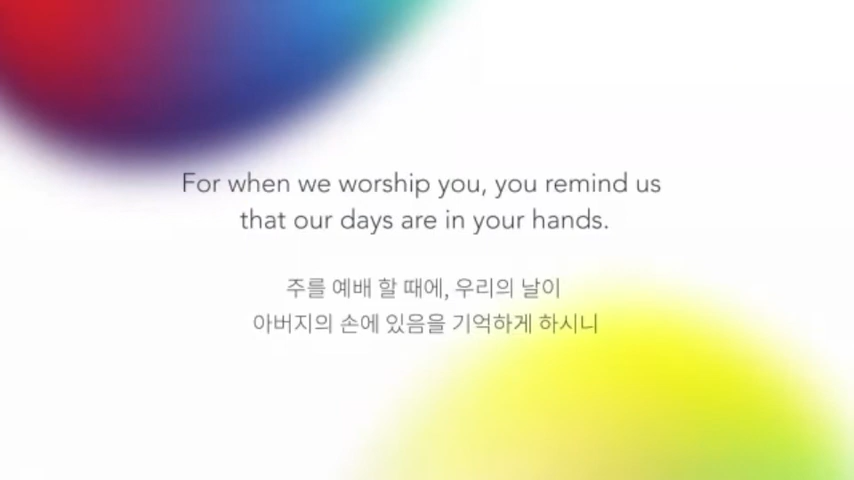 For when we worship you, you remind us
that our days are in your hands.
주를 예배 할 때에, 우리의 날이
아버지의 손에 있음을 기억하게 하시니